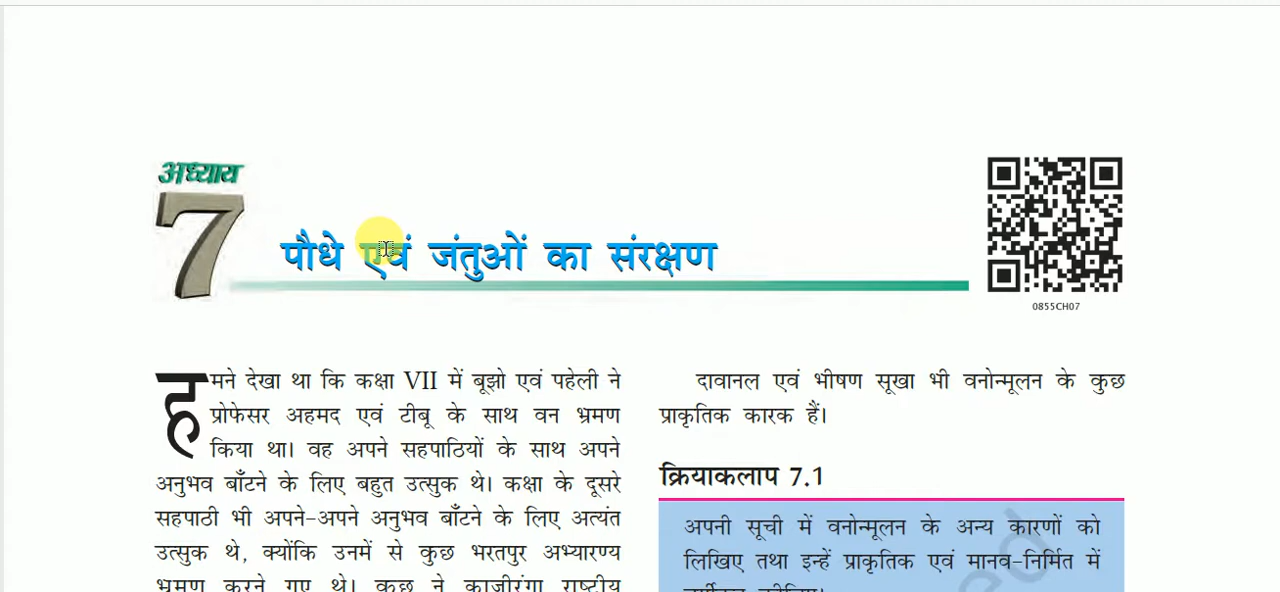 अध्याय
7
पौधे एवं जंतुओं का संरक्षण
0855CH07
हमने देखा था कि कक्षा VII में बूझो एवं पहेली ने
प्रोफेसर अहमद एवं टीबू के साथ वन भ्रमण
किया था। वह अपने सहपाठियों के साथ अपने
अनुभव बाँटने के लिए बहुत उत्सुक थे। कक्षा के दूसरे
सहपाठी भी अपने-अपने अनुभव बाँटने के लिए अत्यंत
उत्सुक थे, क्योंकि उनमें से कुछ भरतपुर अभ्यारण्य
भ्रमण करने गए थे। कुछ ने काजीरंगा राष्ट्रीय
दावानल एवं भीषण सूखा भी वनोन्मूलन के कुछ
प्राकृतिक कारक हैं।
क्रियाकलाप 7.1
अपनी सूची में वनोन्मूलन के अन्य कारणों को
लिखिए तथा इन्हें प्राकृतिक एवं मानव-निर्मित में